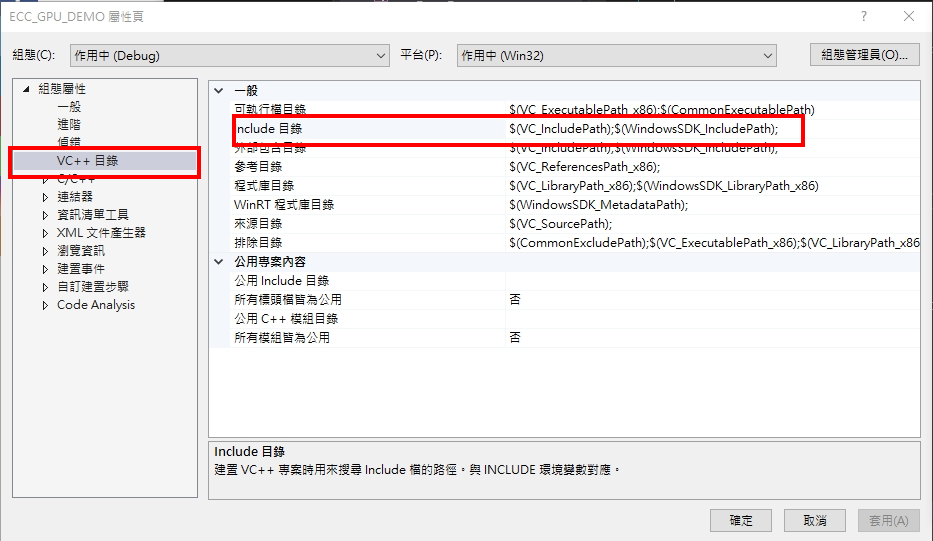 ECC_GPU_DEMO 屬性頁
?
組態(C):
作用中 (Debug)
平台(P):
作用中 (Win32)
組態管理員(O)...
組態屬性
一般
進階
偵錯
VC++ 目錄
C/C++
連結器
資訊清單工具
XML 文件產生器
瀏覽資訊
建置事件
自訂建置步驟
Code Analysis
一般
可執行檔目錄 $(VC_ExecutablePath_x86);$(CommonExecutablePath)
Include 目錄 $(VC_IncludePath);$(WindowsSDK_IncludePath);
外部包含目錄 $(VC_IncludePath);$(WindowsSDK_IncludePath);
參考目錄 $(VC_ReferencesPath_x86);
程式庫目錄 $(VC_LibraryPath_x86);$(WindowsSDK_LibraryPath_x86)
WinRT 程式庫目錄 $(WindowsSDK_MetadataPath);
來源目錄 $(VC_SourcePath);
排除目錄 $(CommonExcludePath);$(VC_ExecutablePath_x86);$(VC_LibraryPath_x86
公用專案內容
公用 Include 目錄
所有標頭檔皆為公用 否
公用 C++ 模組目錄
所有模組皆為公用 否
Include 目錄
建置 VC++ 專案時用來搜尋 Include 檔的路徑。與 INCLUDE 環境變數對應。
確定
取消
套用(A)